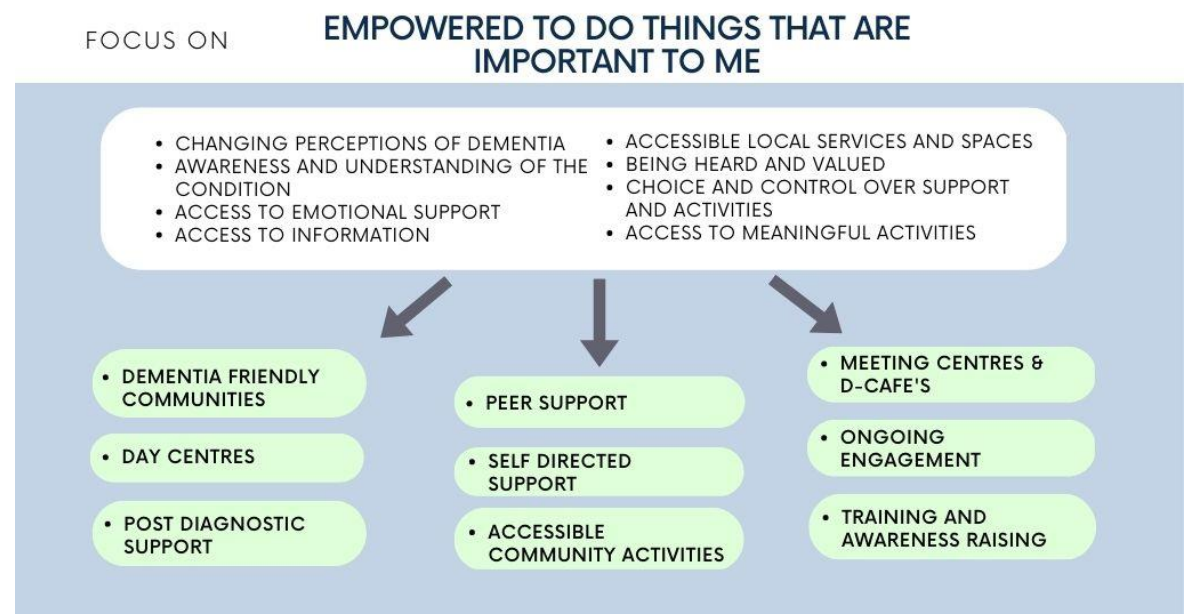 FOCUS ON
EMPOWERED TO DO THINGS THAT ARE
IMPORTANT TO ME
• CHANGING PERCEPTIONS OF DEMENTIA
• AWARENESS AND UNDERSTANDING OF THE
CONDITION
• ACCESS TO EMOTIONAL SUPPORT
• ACCESS TO INFORMATION
• ACCESSIBLE LOCAL SERVICES AND SPACES
• BEING HEARD AND VALUED
• CHOICE AND CONTROL OVER SUPPORT
AND ACTIVITIES
• ACCESS TO MEANINGFUL ACTIVITIES
• DEMENTIA FRIENDLY
COMMUNITIES
• DAY CENTRES
• POST DIAGNOSTIC
SUPPORT
• PEER SUPPORT
• SELF DIRECTED
SUPPORT
• ACCESSIBLE
COMMUNITY ACTIVITIES
• MEETING CENTRES &
D-CAFE'S
• ONGOING
ENGAGEMENT
• TRAINING AND
AWARENESS RAISING